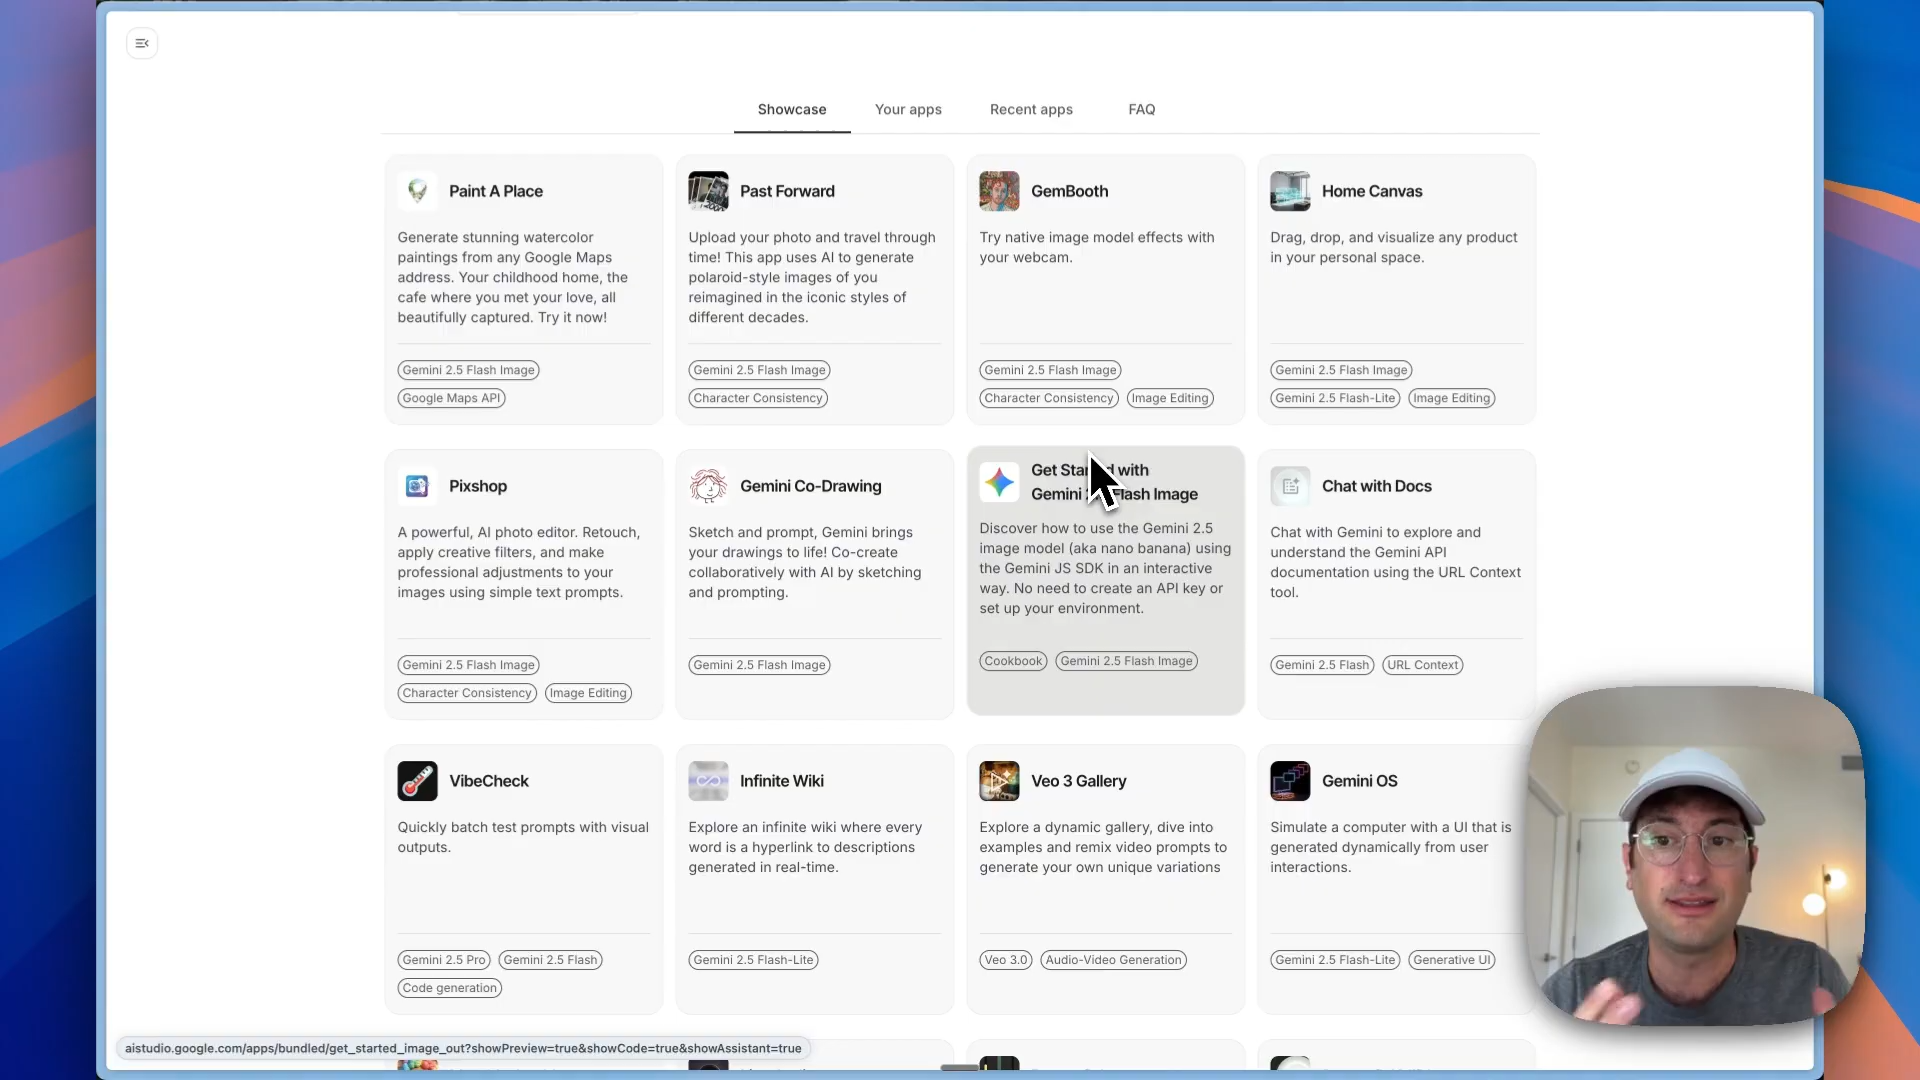 Showcase
Your apps
Recent apps
FAQ
Paint A Place
Generate stunning watercolor
paintings from any Google Maps
address. Your childhood home, the
cafe where you met your love, all
beautifully captured. Try it now!
Gemini 2.5 Flash Image
Google Maps API
Past Forward
Upload your photo and travel through
time! This app uses AI to generate
polaroid-style images of you
reimagined in the iconic styles of
different decades.
Gemini 2.5 Flash Image
Character Consistency
GemBooth
Try native image model effects with
your webcam.
Gemini 2.5 Flash Image
Character Consistency
Image Editing
Home Canvas
Drag, drop, and visualize any product
in your personal space.
Gemini 2.5 Flash Image
Gemini 2.5 Flash-Lite
Image Editing
Pixshop
A powerful, AI photo editor. Retouch,
apply creative filters, and make
professional adjustments to your
images using simple text prompts.
Gemini 2.5 Flash Image
Character Consistency
Image Editing
Gemini Co-Drawing
Sketch and prompt, Gemini brings
your drawings to life! Co-create
collaboratively with AI by sketching
and prompting.
Gemini 2.5 Flash Image
Get Started with
Gemini 2.5 Flash Image
Discover how to use the Gemini 2.5
image model (aka nano banana) using
the Gemini JS SDK in an interactive
way. No need to create an API key or
set up your environment.
Cookbook
Gemini 2.5 Flash Image
Chat with Docs
Chat with Gemini to explore and
understand the Gemini API
documentation using the URL Context
tool.
Gemini 2.5 Flash
URL Context
VibeCheck
Quickly batch test prompts with visual
outputs.
Gemini 2.5 Pro
Gemini 2.5 Flash
Code generation
Infinite Wiki
Explore an infinite wiki where every
word is a hyperlink to descriptions
generated in real-time.
Gemini 2.5 Flash-Lite
Veo 3 Gallery
Explore a dynamic gallery, dive into
examples and remix video prompts to
generate your own unique variations
Veo 3.0
Audio-Video Generation
Gemini OS
Simulate a computer with a UI that is
generated dynamically from user
interactions.
Gemini 2.5 Flash-Lite
Generative UI
aistudio.google.com/apps/bundled/get_started_image_out?showPreview=true&showCode=true&showAssistant=true